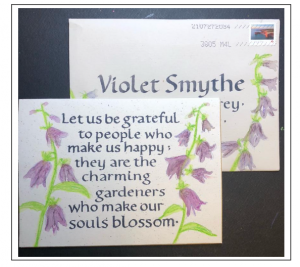 Violet Smythe
rey.
Let us be grateful
to people who
make us happy;
they are the
charming
gardeners
who make our
souls blossom.